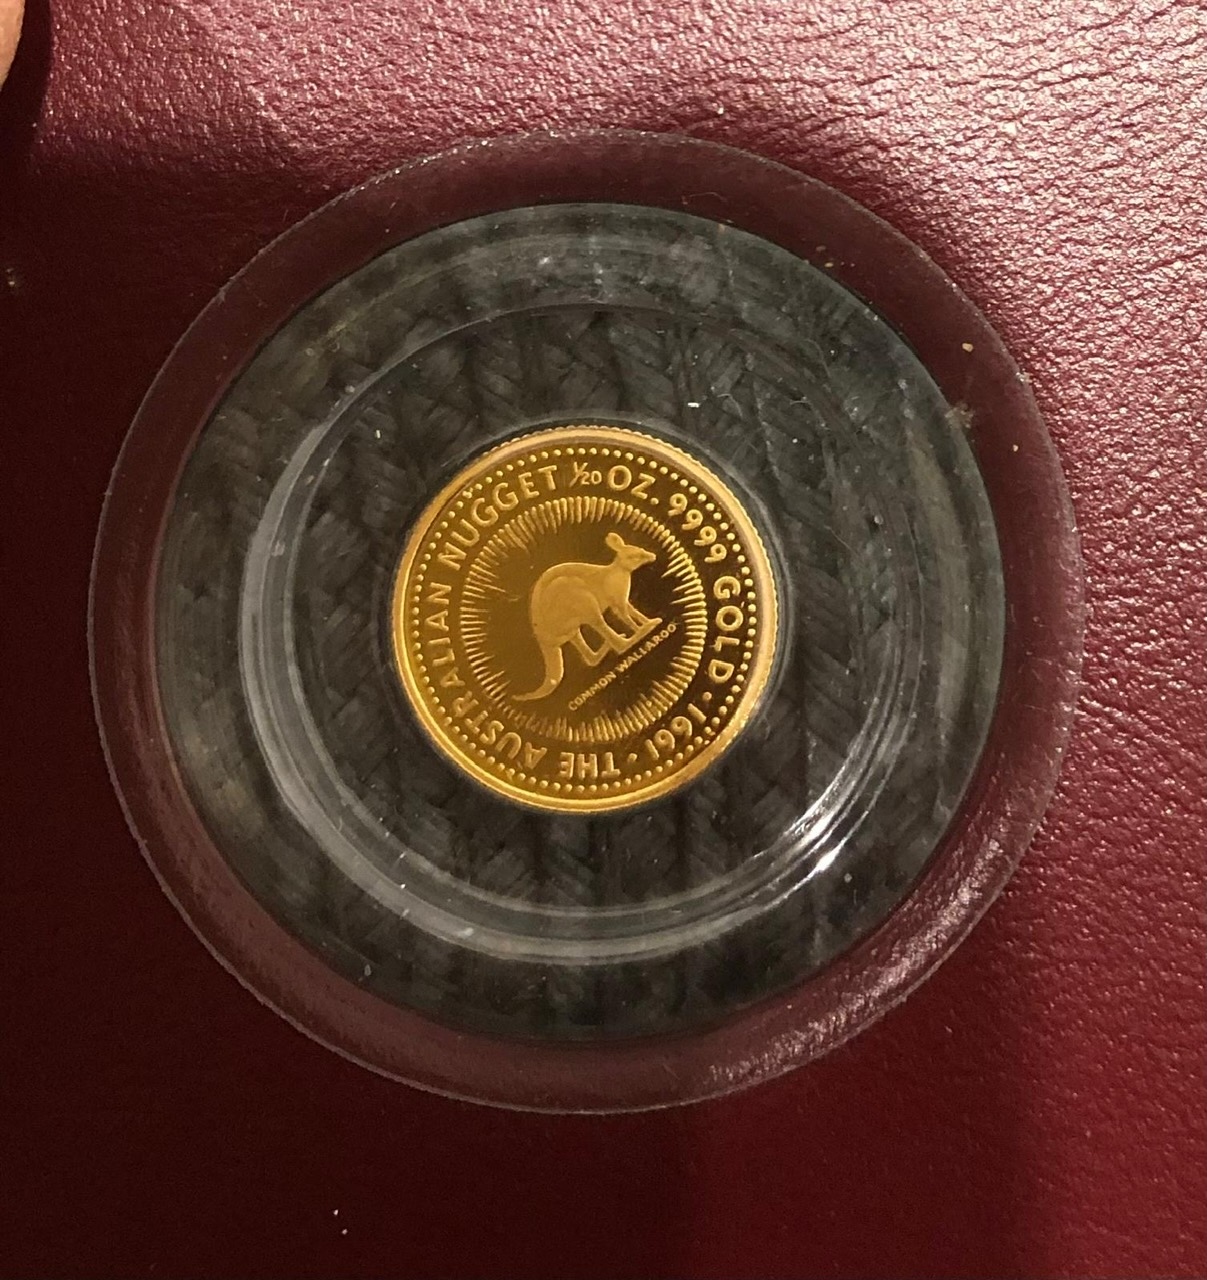 THE AUSTRALIAN NUGGET 1/20 OZ. 9999 GOLD · 1991 ·
COMMON WALLAROO